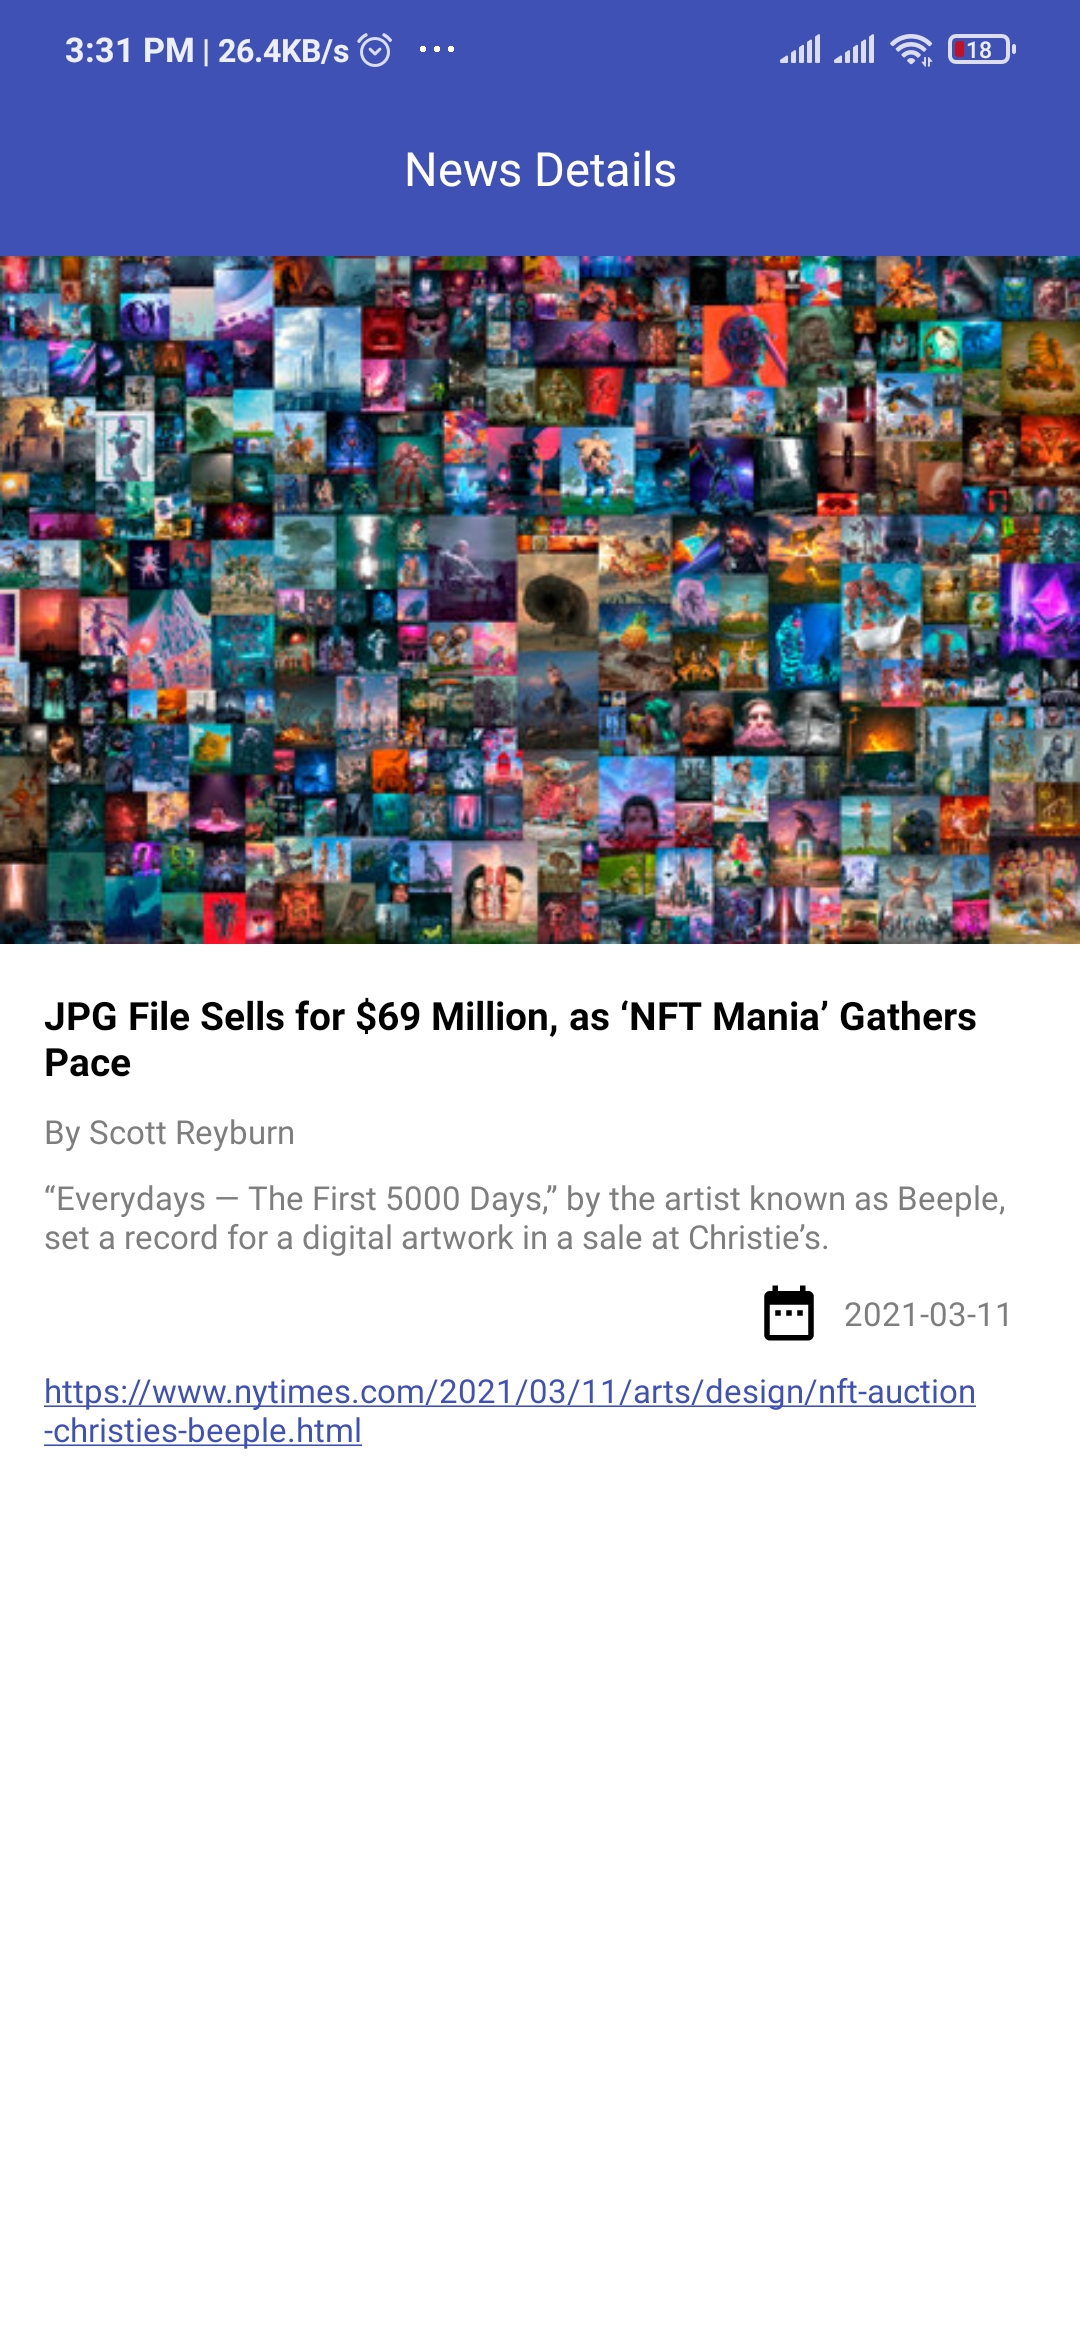 3:31 PM | 26.4KB/s ...
18
News Details
JPG File Sells for $69 Million, as ‘NFT Mania’ Gathers
Pace
By Scott Reyburn
“Everydays — The First 5000 Days,” by the artist known as Beeple,
set a record for a digital artwork in a sale at Christie’s.
2021-03-11
https://www.nytimes.com/2021/03/11/arts/design/nft-auction
-christies-beeple.html